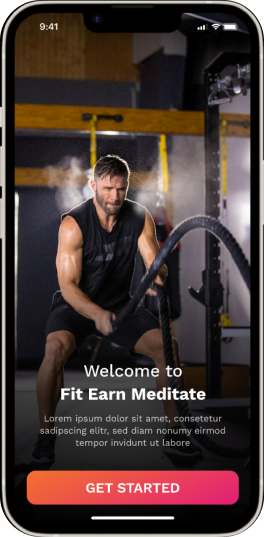 9:41
Welcome to
Fit Earn Meditate
Lorem ipsum dolor sit amet, consetetur
sadipscing elitr, sed diam nonumy eirmod
tempor invidunt ut labore
GET STARTED